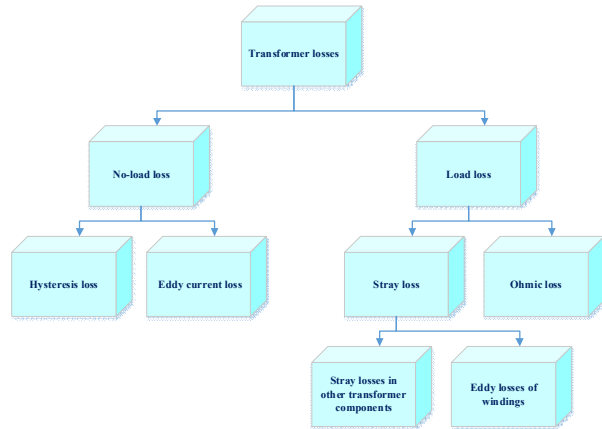 Transformer losses
No-load loss
Load loss
Hysteresis loss
Eddy current loss
Stray loss
Ohmic loss
Stray losses in
other transformer
components
Eddy losses of
windings